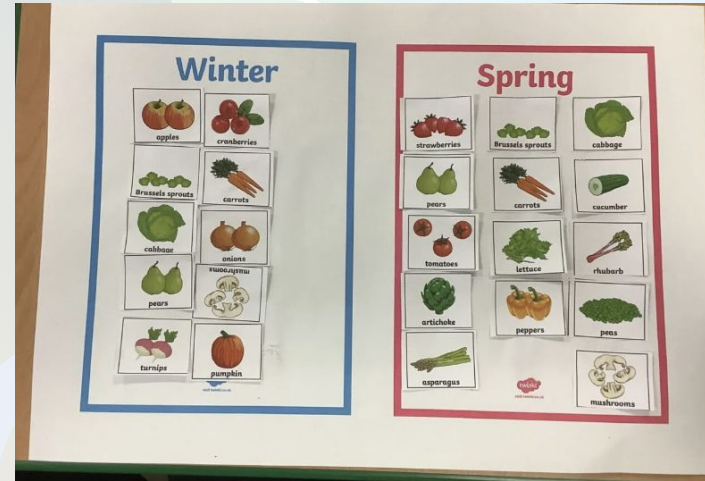 Winter
apples
cranberries
Brussels sprouts
carrots
cabbage
onions
pears
mushrooms
turnips
pumpkin
Spring
strawberries
Brussels sprouts
cabbage
pears
carrots
cucumber
tomatoes
lettuce
rhubarb
artichoke
peppers
peas
asparagus
twinkl
mushrooms